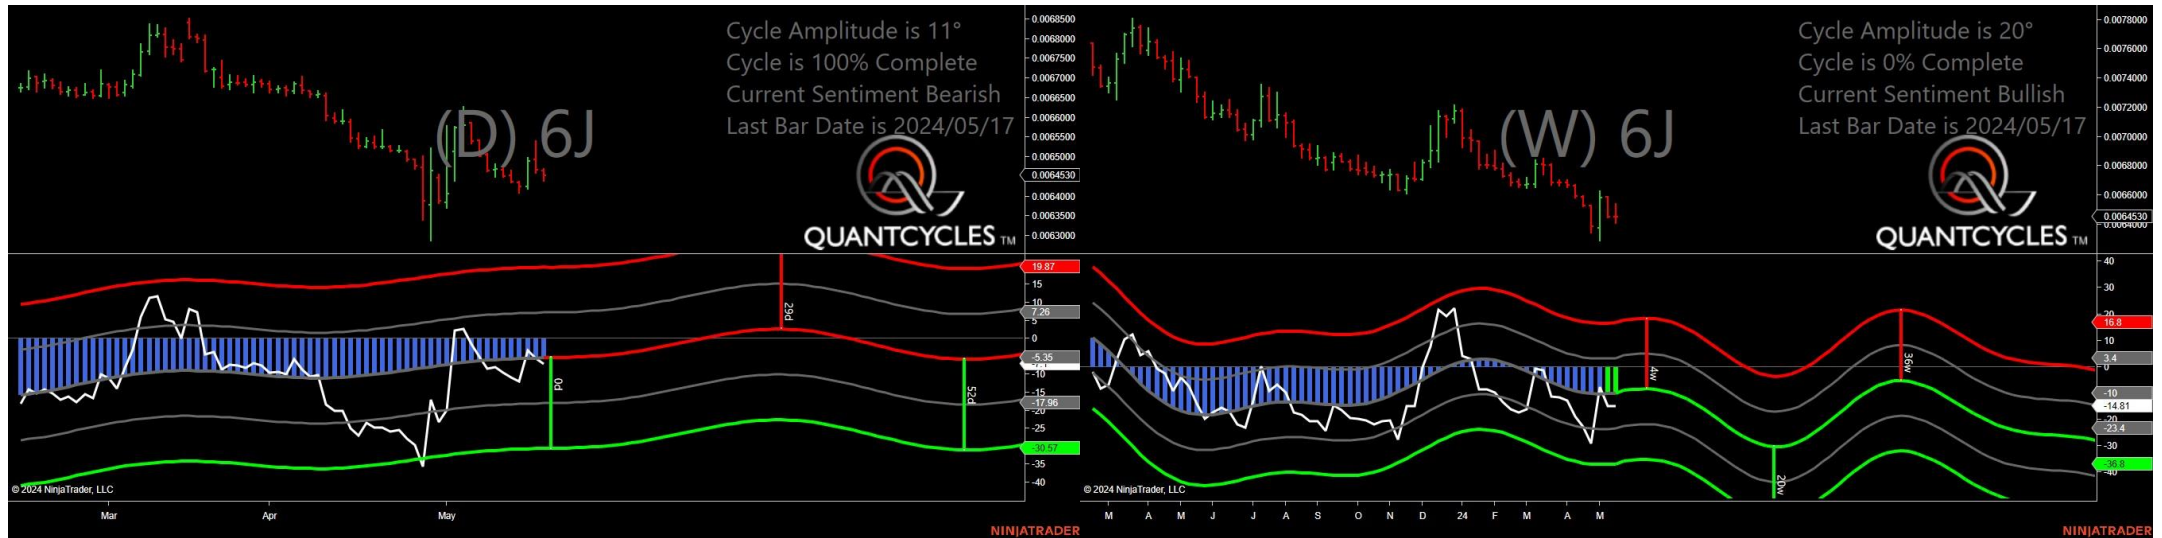 Cycle Amplitude is 11°
Cycle is 100% Complete
Current Sentiment Bearish
Last Bar Date is 2024/05/17
(D) 6J
QUANTCYCLES TM
0.0068500
0.0068000
0.0067500
0.0067000
0.0066500
0.0066000
0.0065500
0.0065000
0.0064530
0.0064000
0.0063500
0.0063000
19.87
15
10
7.26
5
0
-5.35
-10
-15
-17.96
-20
-25
-30.57
-35
-40
29d
0d
52d
© 2024 NinjaTrader, LLC
Mar Apr May
NINJATRADER
Cycle Amplitude is 20°
Cycle is 0% Complete
Current Sentiment Bullish
Last Bar Date is 2024/05/17
(W) 6J
QUANTCYCLES TM
0.0078000
0.0076000
0.0074000
0.0072000
0.0070000
0.0068000
0.0066000
0.0064530
0.0064000
40
30
20
16.8
10
3.4
0
-10
-14.81
-20
-23.4
-30
-36.8
-40
4w
36w
20w
© 2024 NinjaTrader, LLC
M A M J J A S O N D 24 F M A M
NINJATRADER